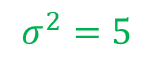 σ² = 5